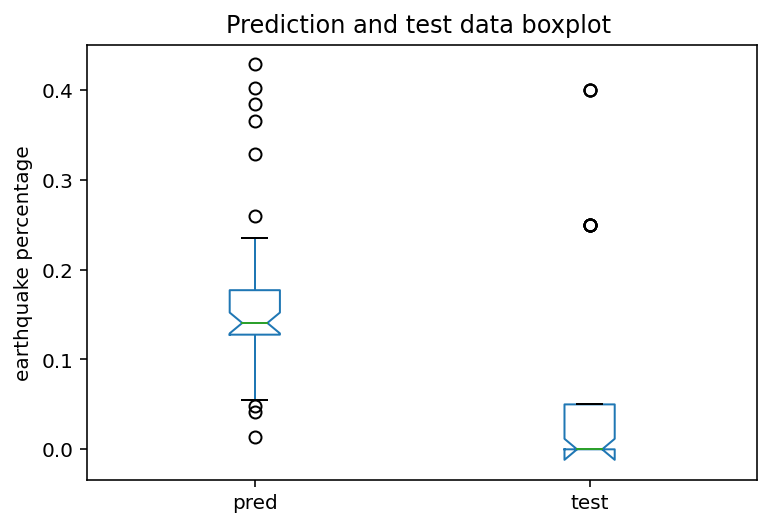 Prediction and test data boxplot
earthquake percentage
0.4
0.3
0.2
0.1
0.0
pred
test